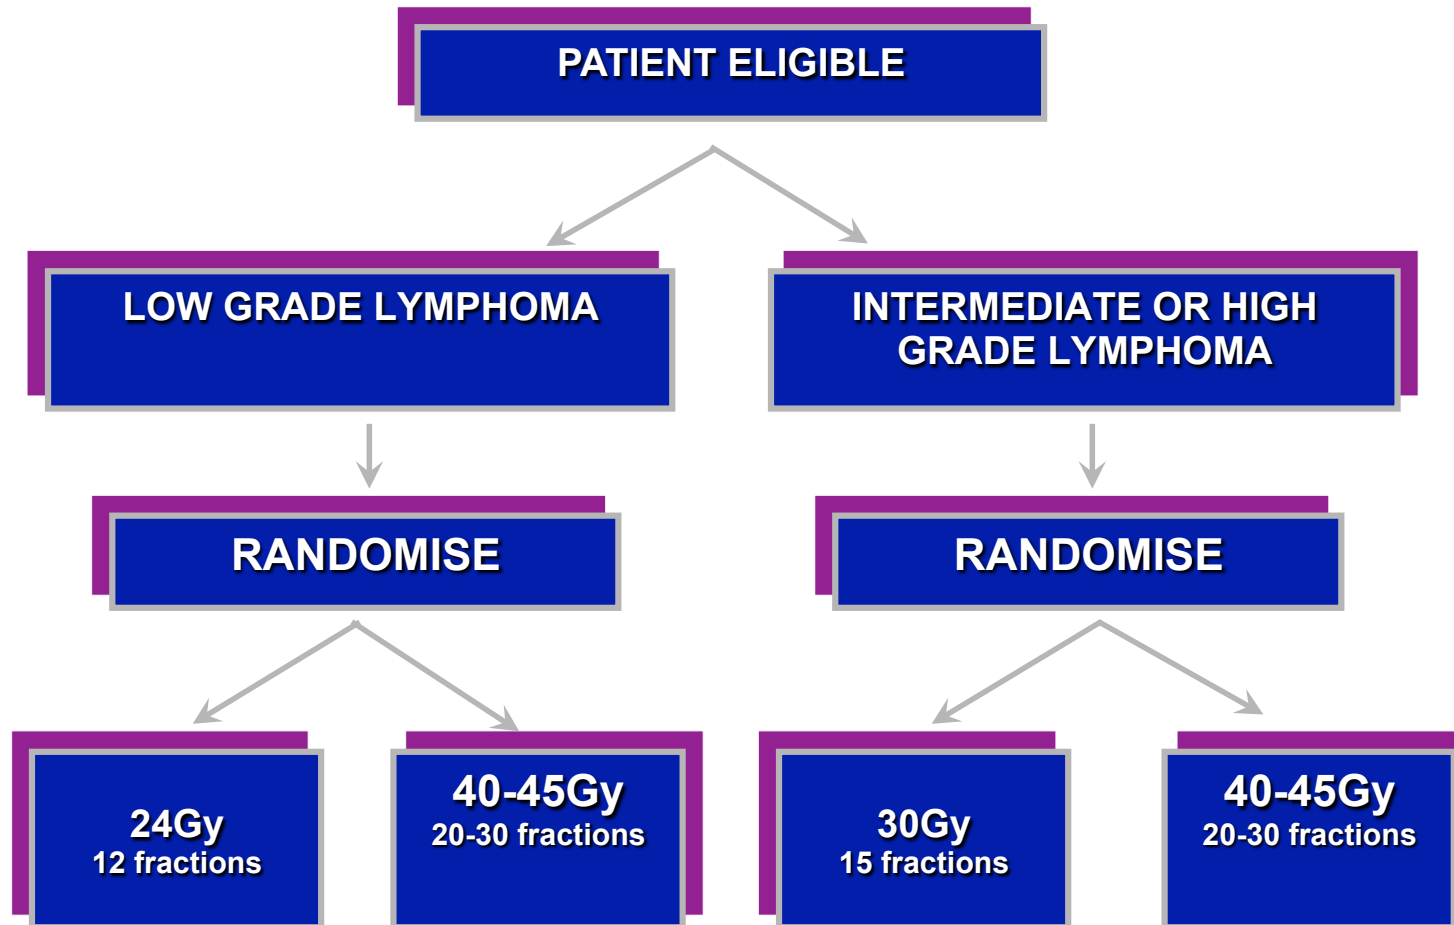 PATIENT ELIGIBLE
LOW GRADE LYMPHOMA
INTERMEDIATE OR HIGH
GRADE LYMPHOMA
RANDOMISE
RANDOMISE
24Gy
12 fractions
40-45Gy
20-30 fractions
30Gy
15 fractions
40-45Gy
20-30 fractions